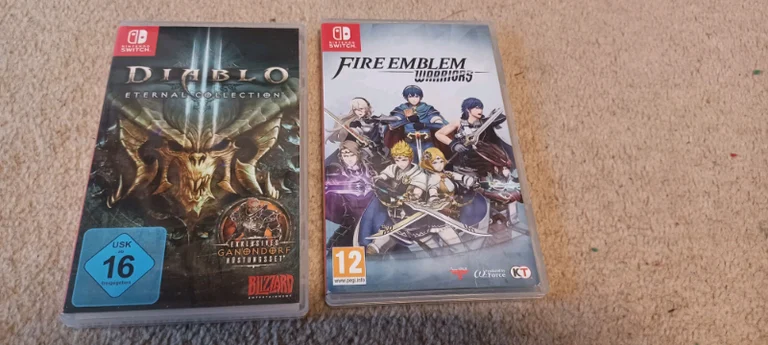 NINTENDO
SWITCH
DIABLO
ETERNAL COLLECTION
EXKLUSIVES
GANONDORF
RÜSTUNGSSET
USK
ab
16
freigegeben
BLIZZARD
ENTERTAINMENT
NINTENDO
SWITCH
FIRE EMBLEM
WARRIORS
12
www.pegi.info
KT